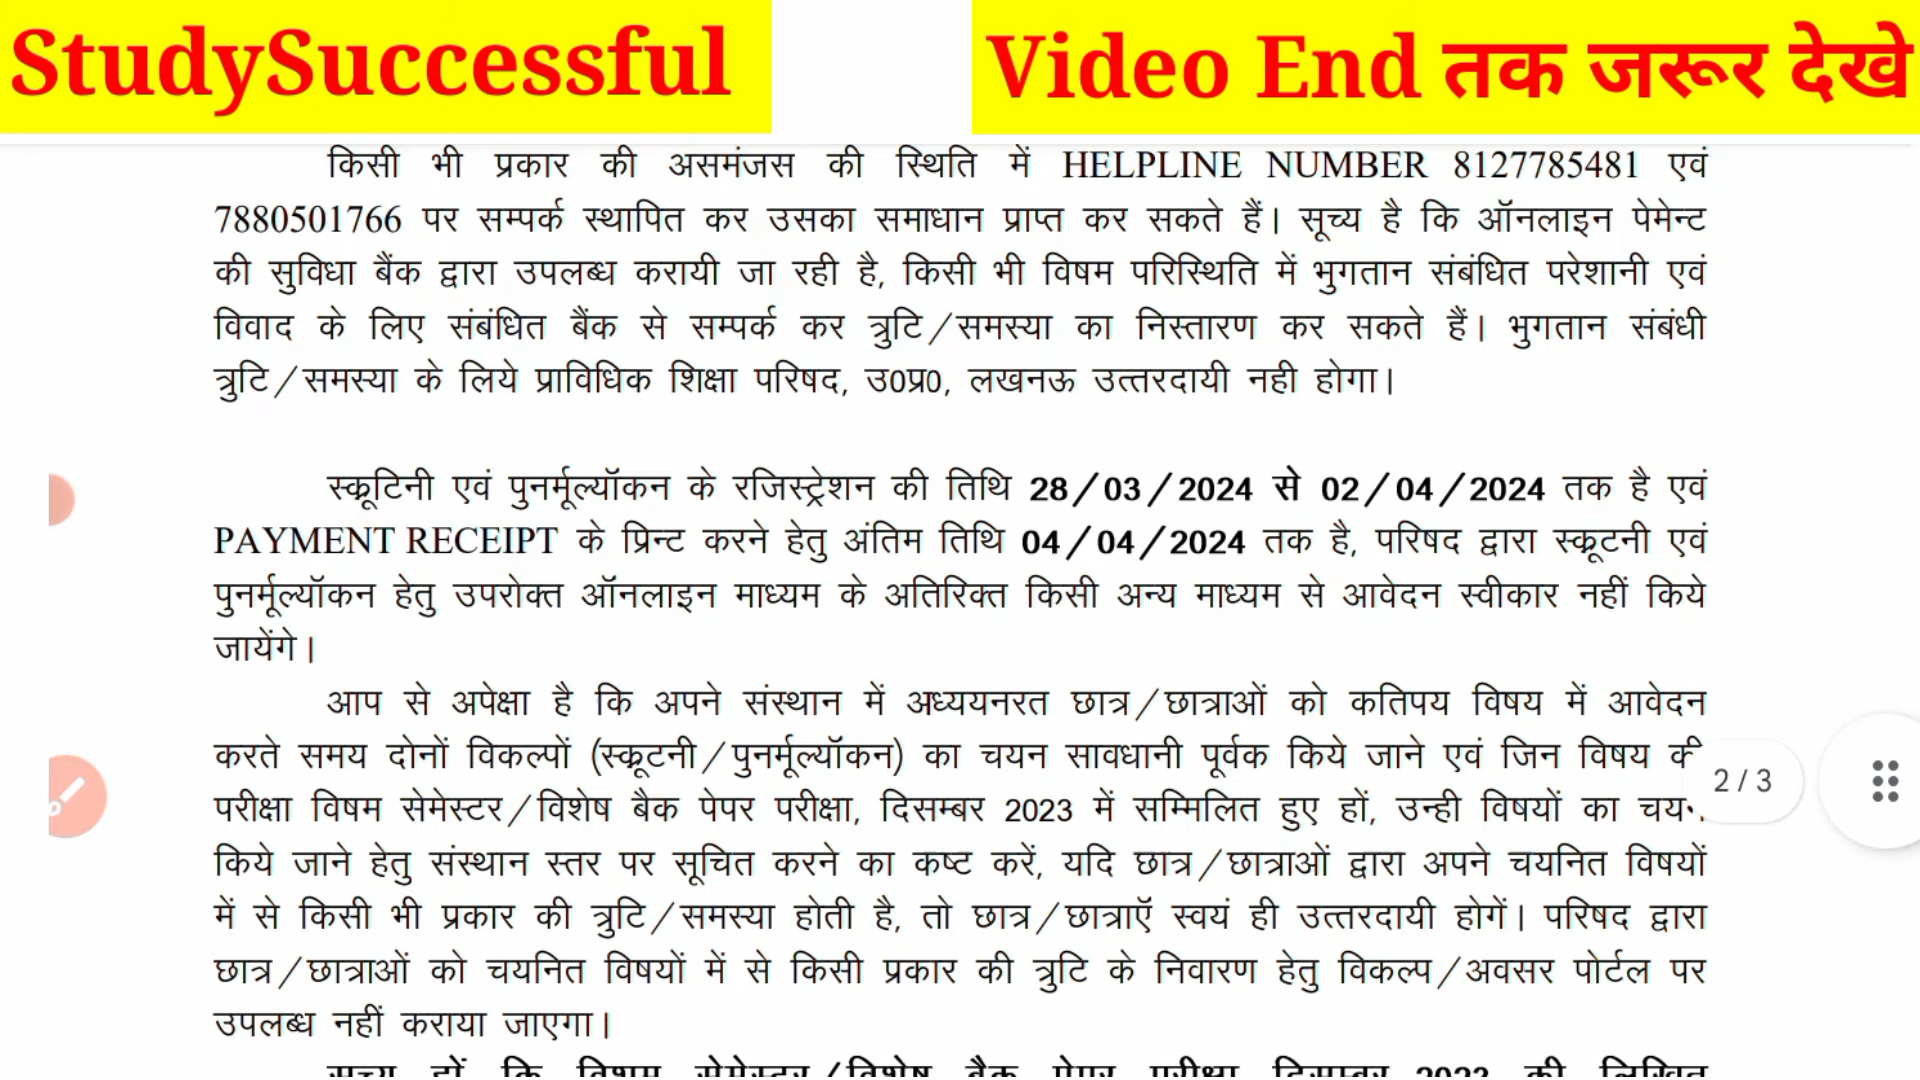 StudySuccessful
Video End तक जरूर देखे
किसी भी प्रकार की असमंजस की स्थिति में HELPLINE NUMBER 8127785481 एवं
7880501766 पर सम्पर्क स्थापित कर उसका समाधान प्राप्त कर सकते हैं। सूच्य है कि ऑनलाइन पेमेन्ट
की सुविधा बैंक द्वारा उपलब्ध करायी जा रही है, किसी भी विषम परिस्थिति में भुगतान संबंधित परेशानी एवं
विवाद के लिए संबंधित बैंक से सम्पर्क कर त्रुटि/समस्या का निस्तारण कर सकते हैं। भुगतान संबंधी
त्रुटि/समस्या के लिये प्राविधिक शिक्षा परिषद, उ0प्र0, लखनऊ उत्तरदायी नही होगा।
स्क्रूटिनी एवं पुनर्मूल्यॉकन के रजिस्ट्रेशन की तिथि 28/03/2024 से 02/04/2024 तक है एवं
PAYMENT RECEIPT के प्रिन्ट करने हेतु अंतिम तिथि 04/04/2024 तक है, परिषद द्वारा स्क्रूटनी एवं
पुनर्मूल्यॉकन हेतु उपरोक्त ऑनलाइन माध्यम के अतिरिक्त किसी अन्य माध्यम से आवेदन स्वीकार नहीं किये
जायेंगे।
आप से अपेक्षा है कि अपने संस्थान में अध्ययनरत छात्र/छात्राओं को कतिपय विषय में आवेदन
करते समय दोनों विकल्पों (स्क्रूटनी/पुनर्मूल्यॉकन) का चयन सावधानी पूर्वक किये जाने एवं जिन विषय की
2/3
परीक्षा विषम सेमेस्टर/विशेष बैक पेपर परीक्षा, दिसम्बर 2023 में सम्मिलित हुए हों, उन्ही विषयों का चयन
किये जाने हेतु संस्थान स्तर पर सूचित करने का कष्ट करें, यदि छात्र/छात्राओं द्वारा अपने चयनित विषयों
में से किसी भी प्रकार की त्रुटि/समस्या होती है, तो छात्र/छात्राऍ स्वयं ही उत्तरदायी होगें। परिषद द्वारा
छात्र/छात्राओं को चयनित विषयों में से किसी प्रकार की त्रुटि के निवारण हेतु विकल्प/अवसर पोर्टल पर
उपलब्ध नहीं कराया जाएगा।